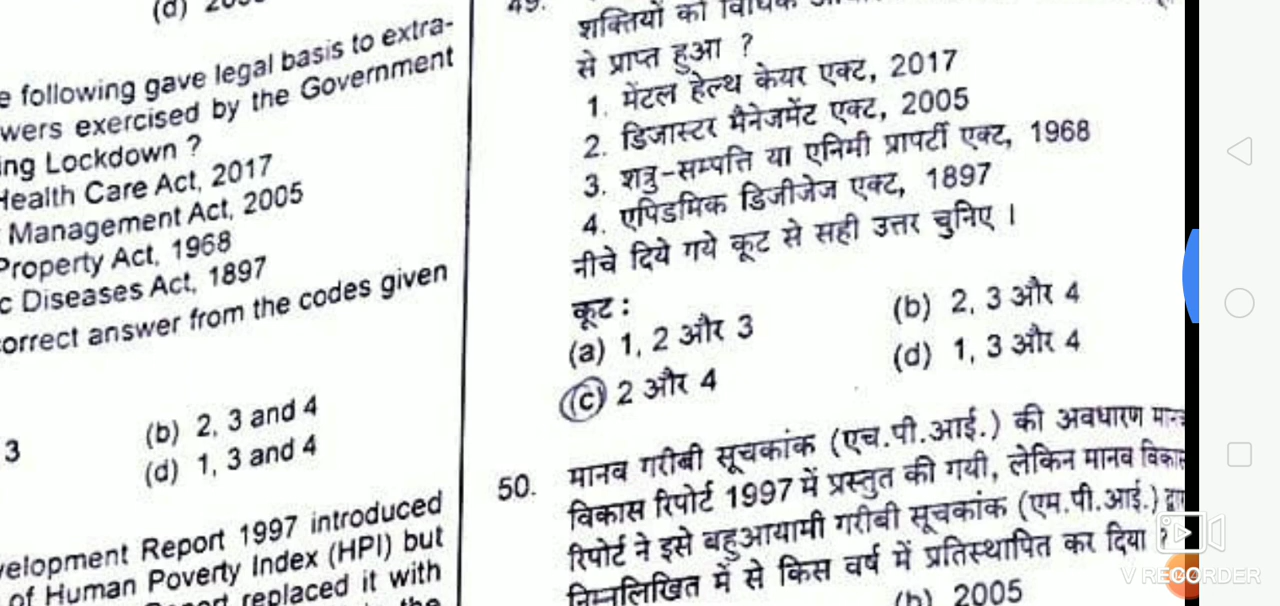 (d)
e following gave legal basis to extra-
wers exercised by the Government
ing Lockdown ?
Health Care Act, 2017
Management Act, 2005
Property Act, 1968
c Diseases Act, 1897
orrect answer from the codes given
3
(b) 2, 3 and 4
(d) 1, 3 and 4
velopment Report 1997 introduced
of Human Poverty Index (HPI) but
replaced it with
49.
शक्तियों को
से प्राप्त हुआ ?
1. मेंटल हेल्थ केयर एक्ट, 2017
2. डिजास्टर मैनेजमेंट एक्ट, 2005
3. शत्रु-सम्पत्ति या एनिमी प्रापर्टी एक्ट, 1968
4. एपिडमिक डिजीजेज एक्ट, 1897
नीचे दिये गये कूट से सही उत्तर चुनिए ।
कूट :
(a) 1, 2 और 3
(b) 2, 3 और 4
(c) 2 और 4
(d) 1, 3 और 4
50. मानव गरीबी सूचकांक (एच.पी.आई.) की अवधारण
विकास रिपोर्ट 1997 में प्रस्तुत की गयी, लेकिन मानव विकास
रिपोर्ट ने इसे बहुआयामी गरीबी सूचकांक (एम.पी.आई.)
निम्नलिखित में से किस वर्ष में प्रतिस्थापित कर दिया ?
(b) 2005
V RECORDER